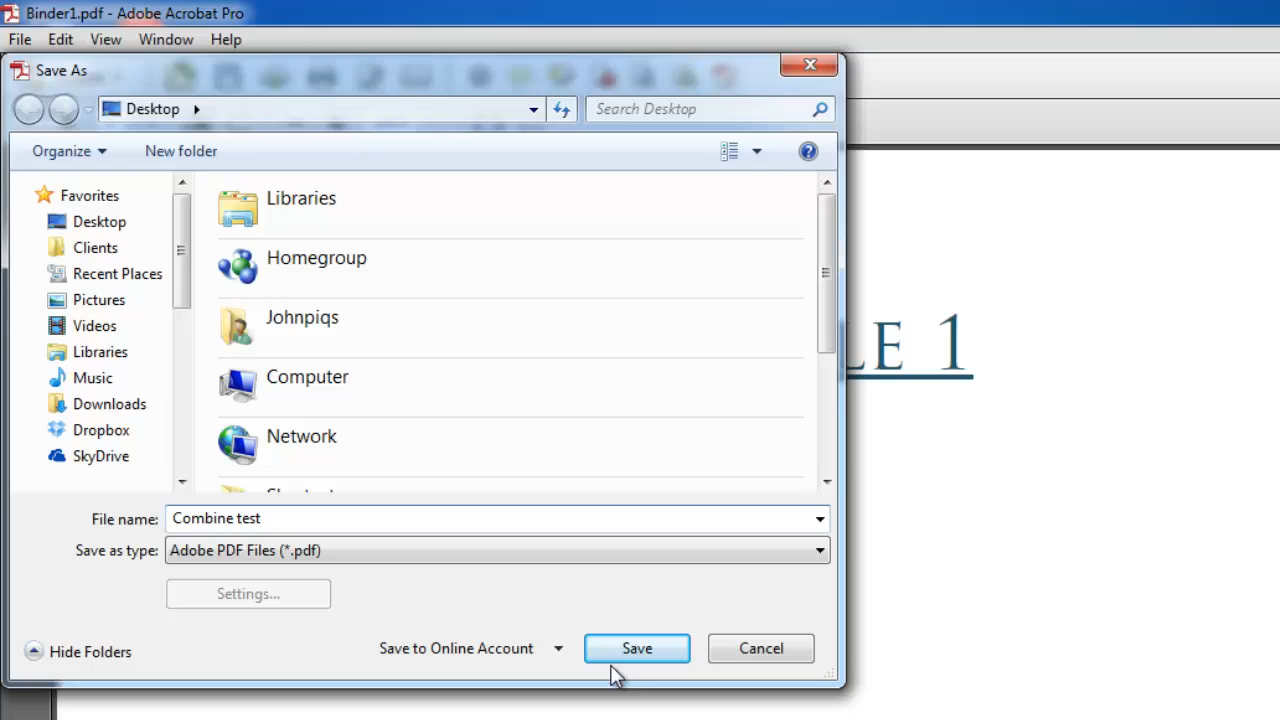 Binder1.pdf - Adobe Acrobat Pro
File Edit View Window Help
Save As
Desktop
Search Desktop
Organize
New folder
Favorites
Desktop
Clients
Recent Places
Pictures
Videos
Libraries
Music
Downloads
Dropbox
SkyDrive
Libraries
Homegroup
Johnpiqs
Computer
Network
LE 1
File name: Combine test
Save as type: Adobe PDF Files (*.pdf)
Settings...
Hide Folders
Save to Online Account
Save
Cancel